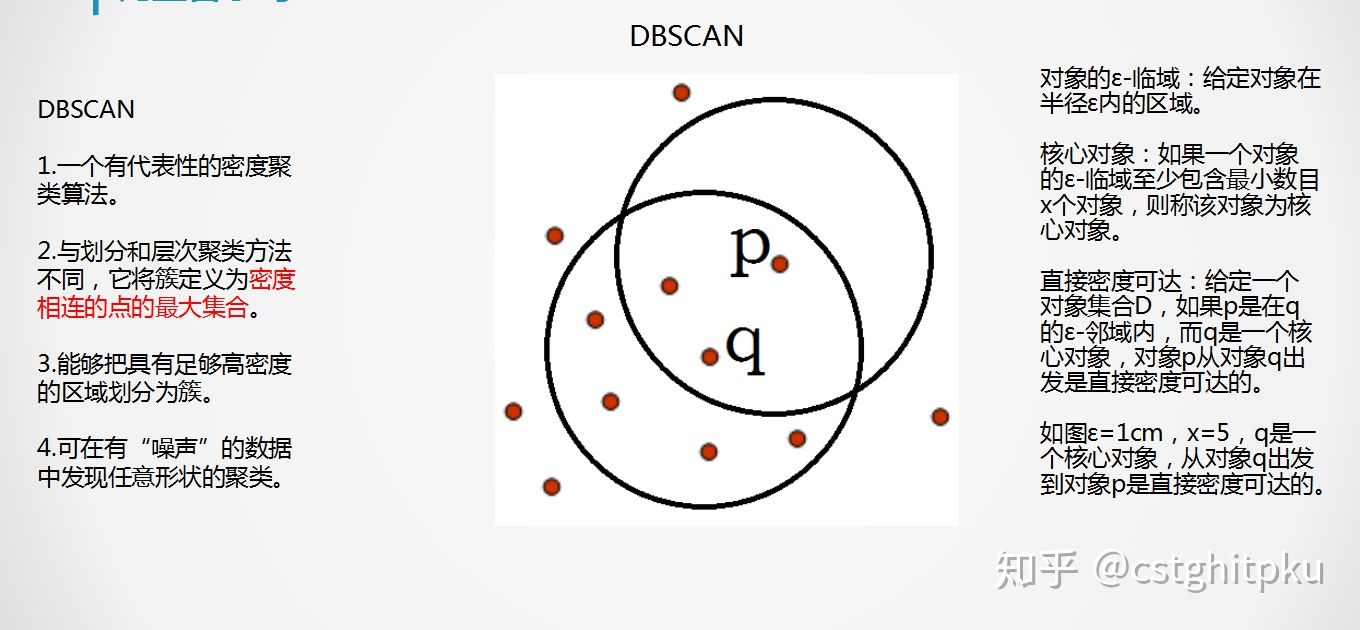 DBSCAN
DBSCAN
1.一个有代表性的密度聚
类算法。
2.与划分和层次聚类方法
不同，它将簇定义为密度
相连的点的最大集合。
3.能够把具有足够高密度
的区域划分为簇。
4.可在有“噪声”的数据
中发现任意形状的聚类。
p
q
对象的ε-临域：给定对象在
半径ε内的区域。
核心对象：如果一个对象
的ε-临域至少包含最小数目
x个对象，则称该对象为核
心对象。
直接密度可达：给定一个
对象集合D，如果p是在q
的ε-邻域内，而q是一个核
心对象，对象p从对象q出
发是直接密度可达的。
如图ε=1cm，x=5，q是一
个核心对象，从对象q出发
到对象p是直接密度可达的。
知乎 @cstghitpku